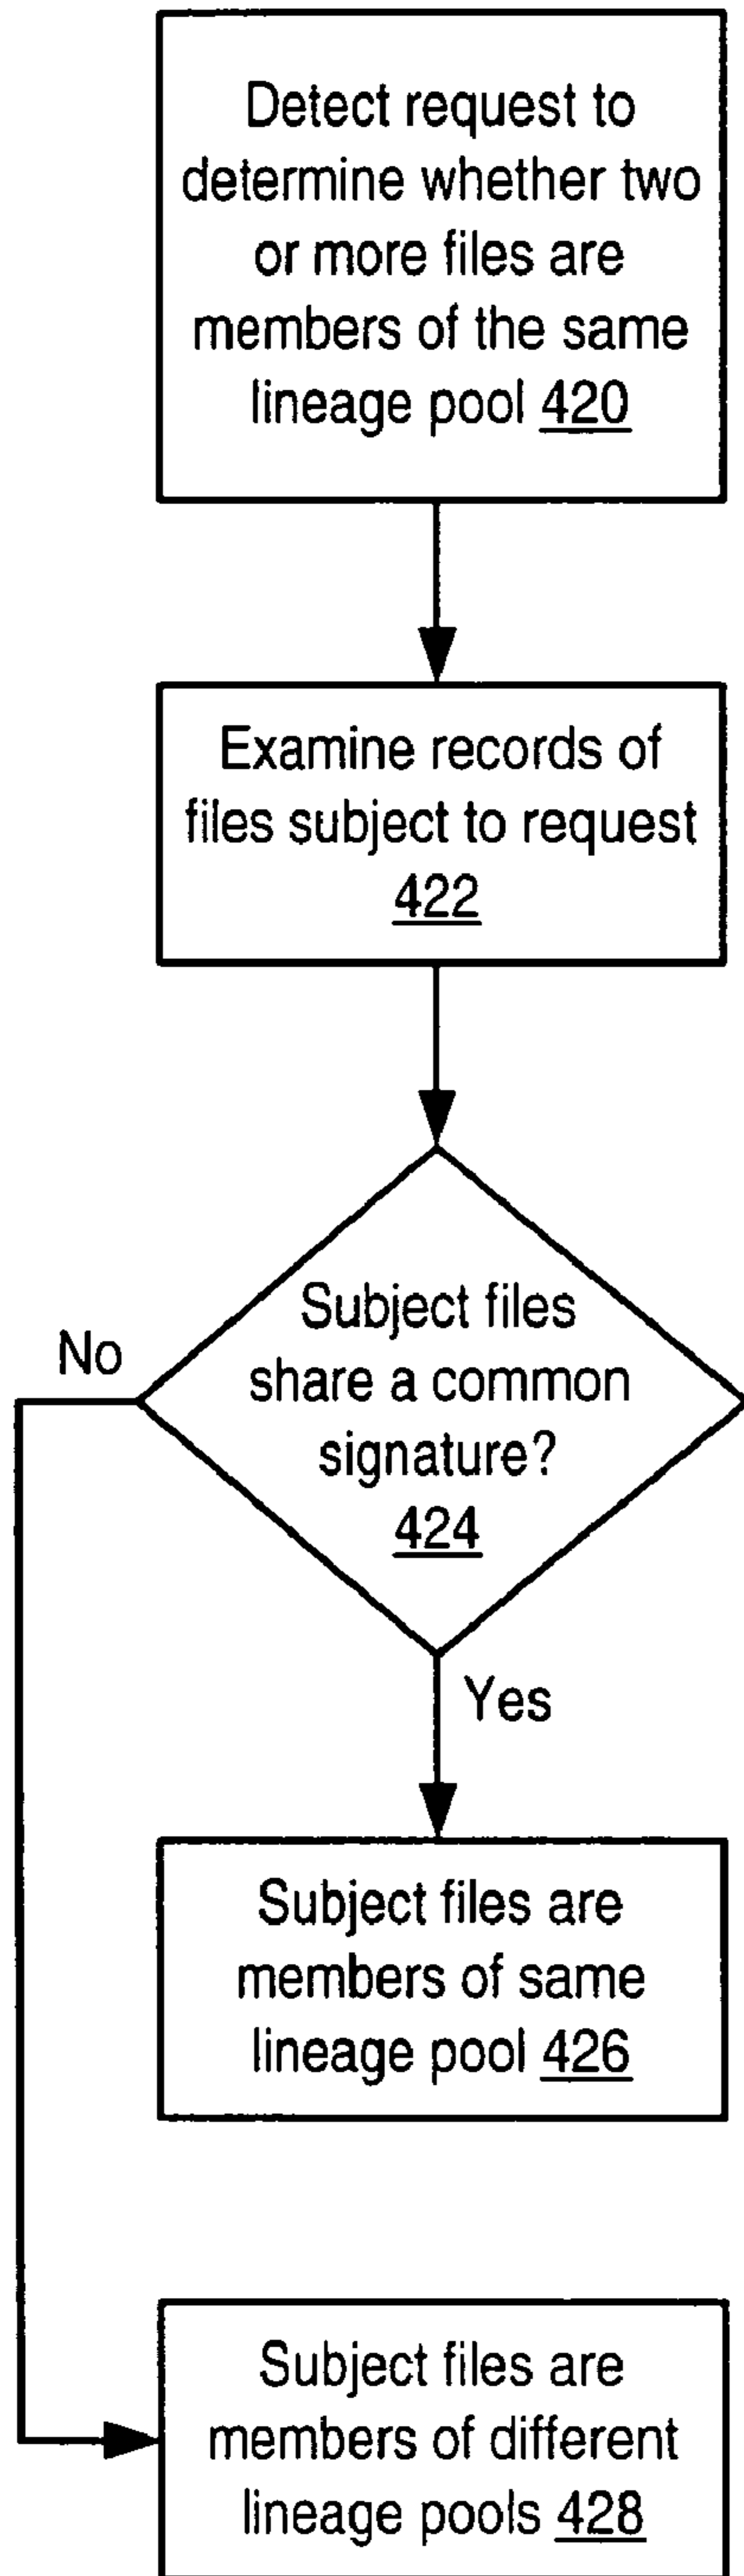 Detect request to
determine whether two
or more files are
members of the same
lineage pool 420
Examine records of
files subject to request
422
Subject files
share a common
signature?
424
No
Yes
Subject files are
members of same
lineage pool 426
Subject files are
members of different
lineage pools 428